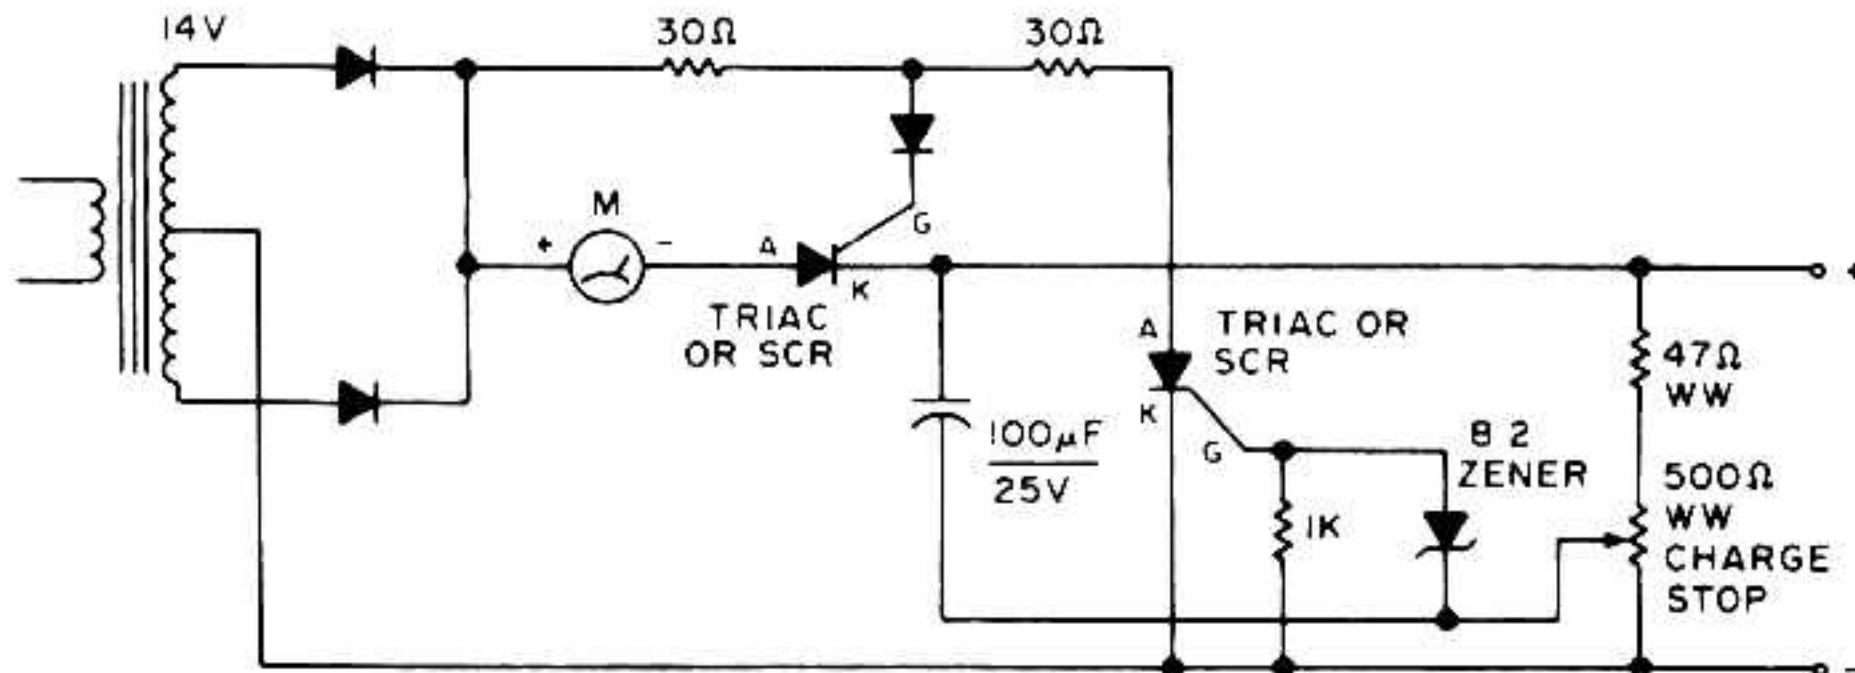 14V
30Ω
30Ω
M
+
-
A
G
K
TRIAC
OR SCR
A
TRIAC OR
SCR
K
G
100μF
25V
1K
8 2
ZENER
47Ω
WW
500Ω
WW
CHARGE
STOP
+
-